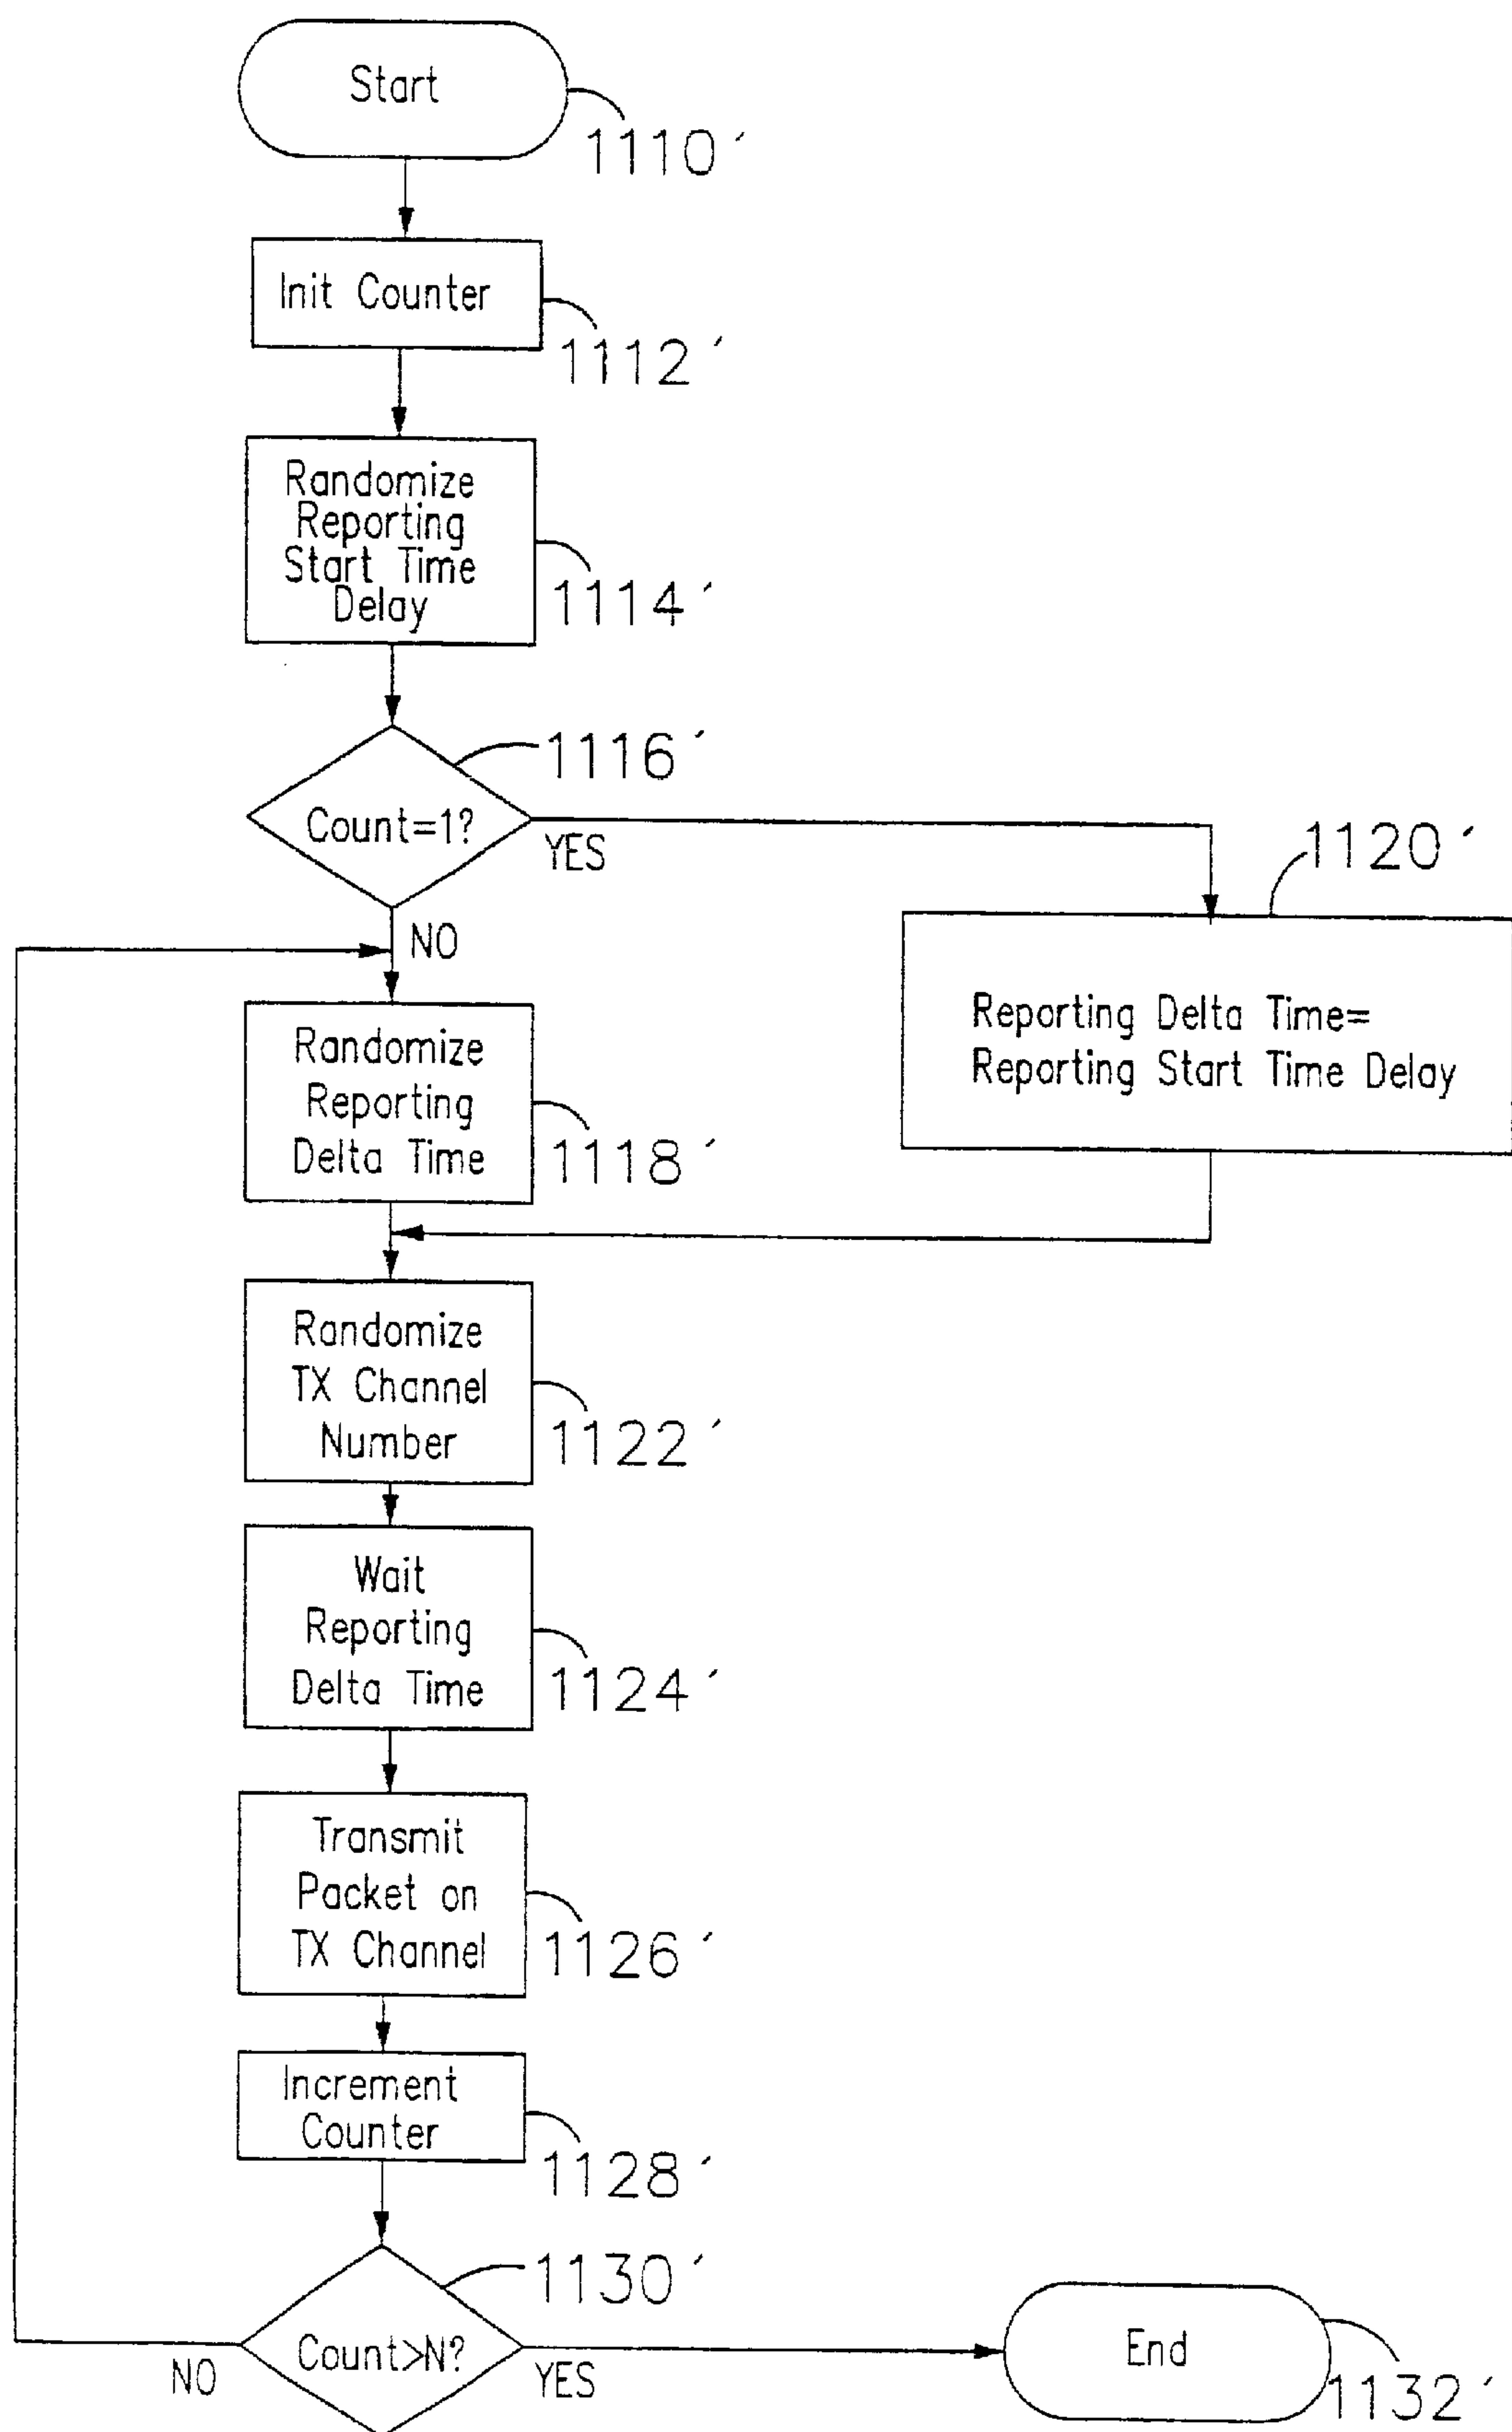 Start
1110´
Init Counter
1112´
Randomize
Reporting
Start Time
Delay
1114´
1116´
Count=1?
YES
1120´
NO
Reporting Delta Time=
Reporting Start Time Delay
Randomize
Reporting
Delta Time
1118´
Randomize
TX Channel
Number
1122´
Wait
Reporting
Delta Time
1124´
Transmit
Packet on
TX Channel
1126´
Increment
Counter
1128´
1130´
Count>N?
NO
YES
End
1132´